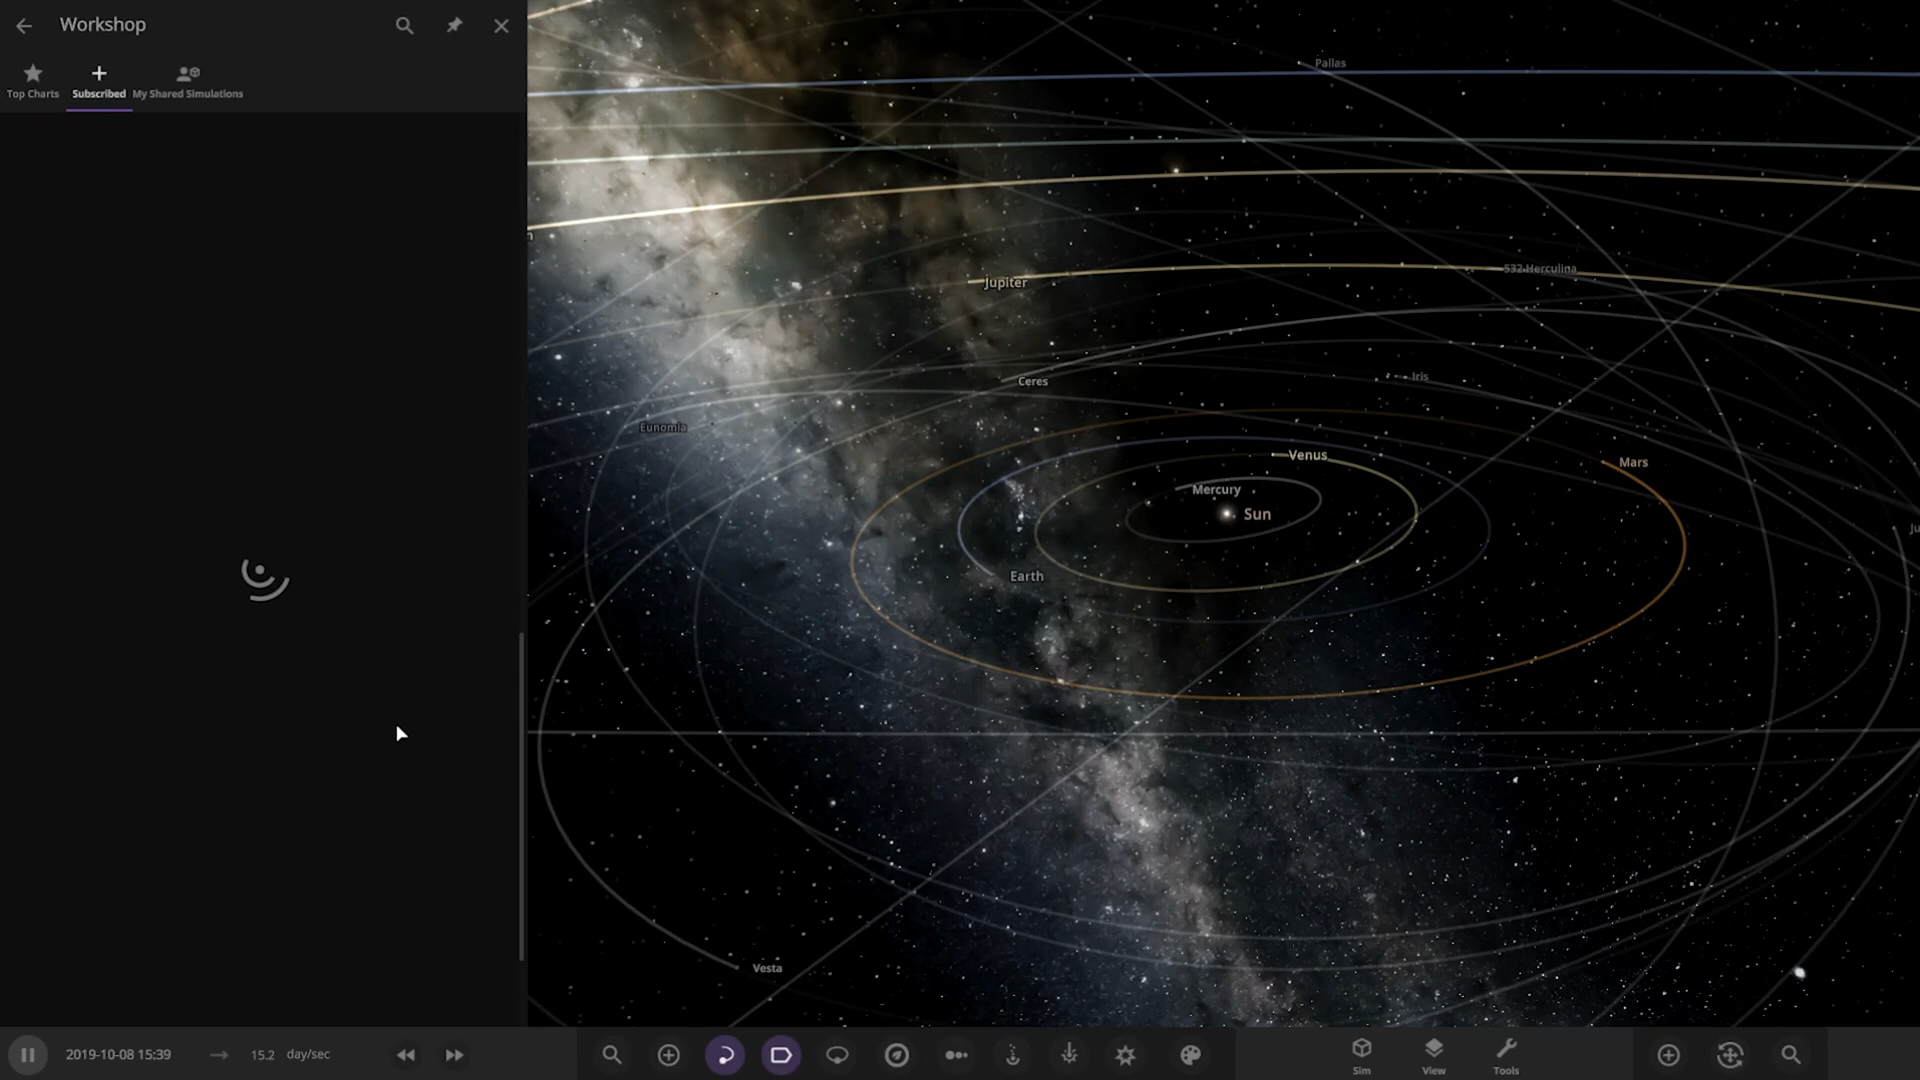 Workshop
Top Charts
Subscribed
My Shared Simulations
Pallas
Jupiter
532 Herculina
Ceres
Iris
Eunomia
Venus
Mars
Mercury
Sun
Earth
Vesta
2019-10-08 15:39
15.2 day/sec
Sim
View
Tools